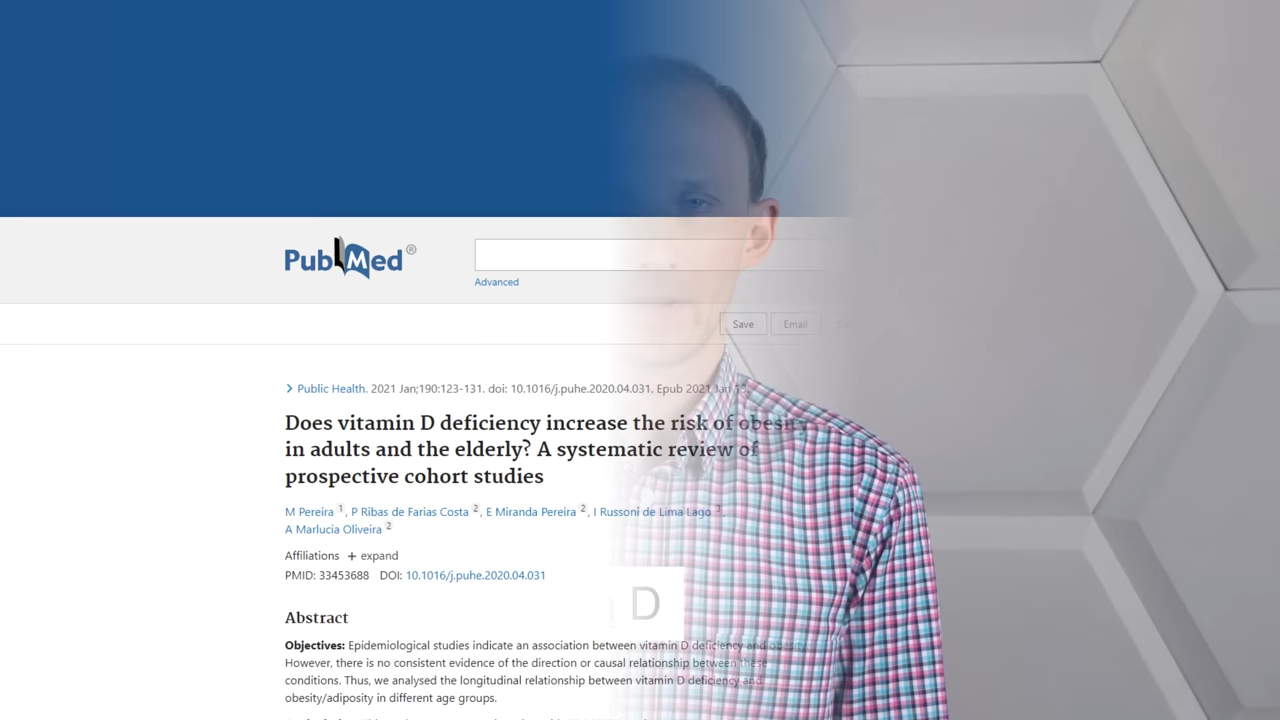 PubMed®
Advanced
Save
Email
Public Health. 2021 Jan;190:123-131. doi: 10.1016/j.puhe.2020.04.031. Epub 2021 Jan 13.
Does vitamin D deficiency increase the risk of obesity
in adults and the elderly? A systematic review of
prospective cohort studies
M Pereira 1, P Ribas de Farias Costa 2, E Miranda Pereira 2, I Russoni de Lima Lago 3,
A Marlucia Oliveira 2
Affiliations + expand
PMID: 33453688 DOI: 10.1016/j.puhe.2020.04.031
D
Abstract
Objectives: Epidemiological studies indicate an association between vitamin D deficiency and obesity.
However, there is no consistent evidence of the direction or causal relationship between these
conditions. Thus, we analysed the longitudinal relationship between vitamin D deficiency and
obesity/adiposity in different age groups.